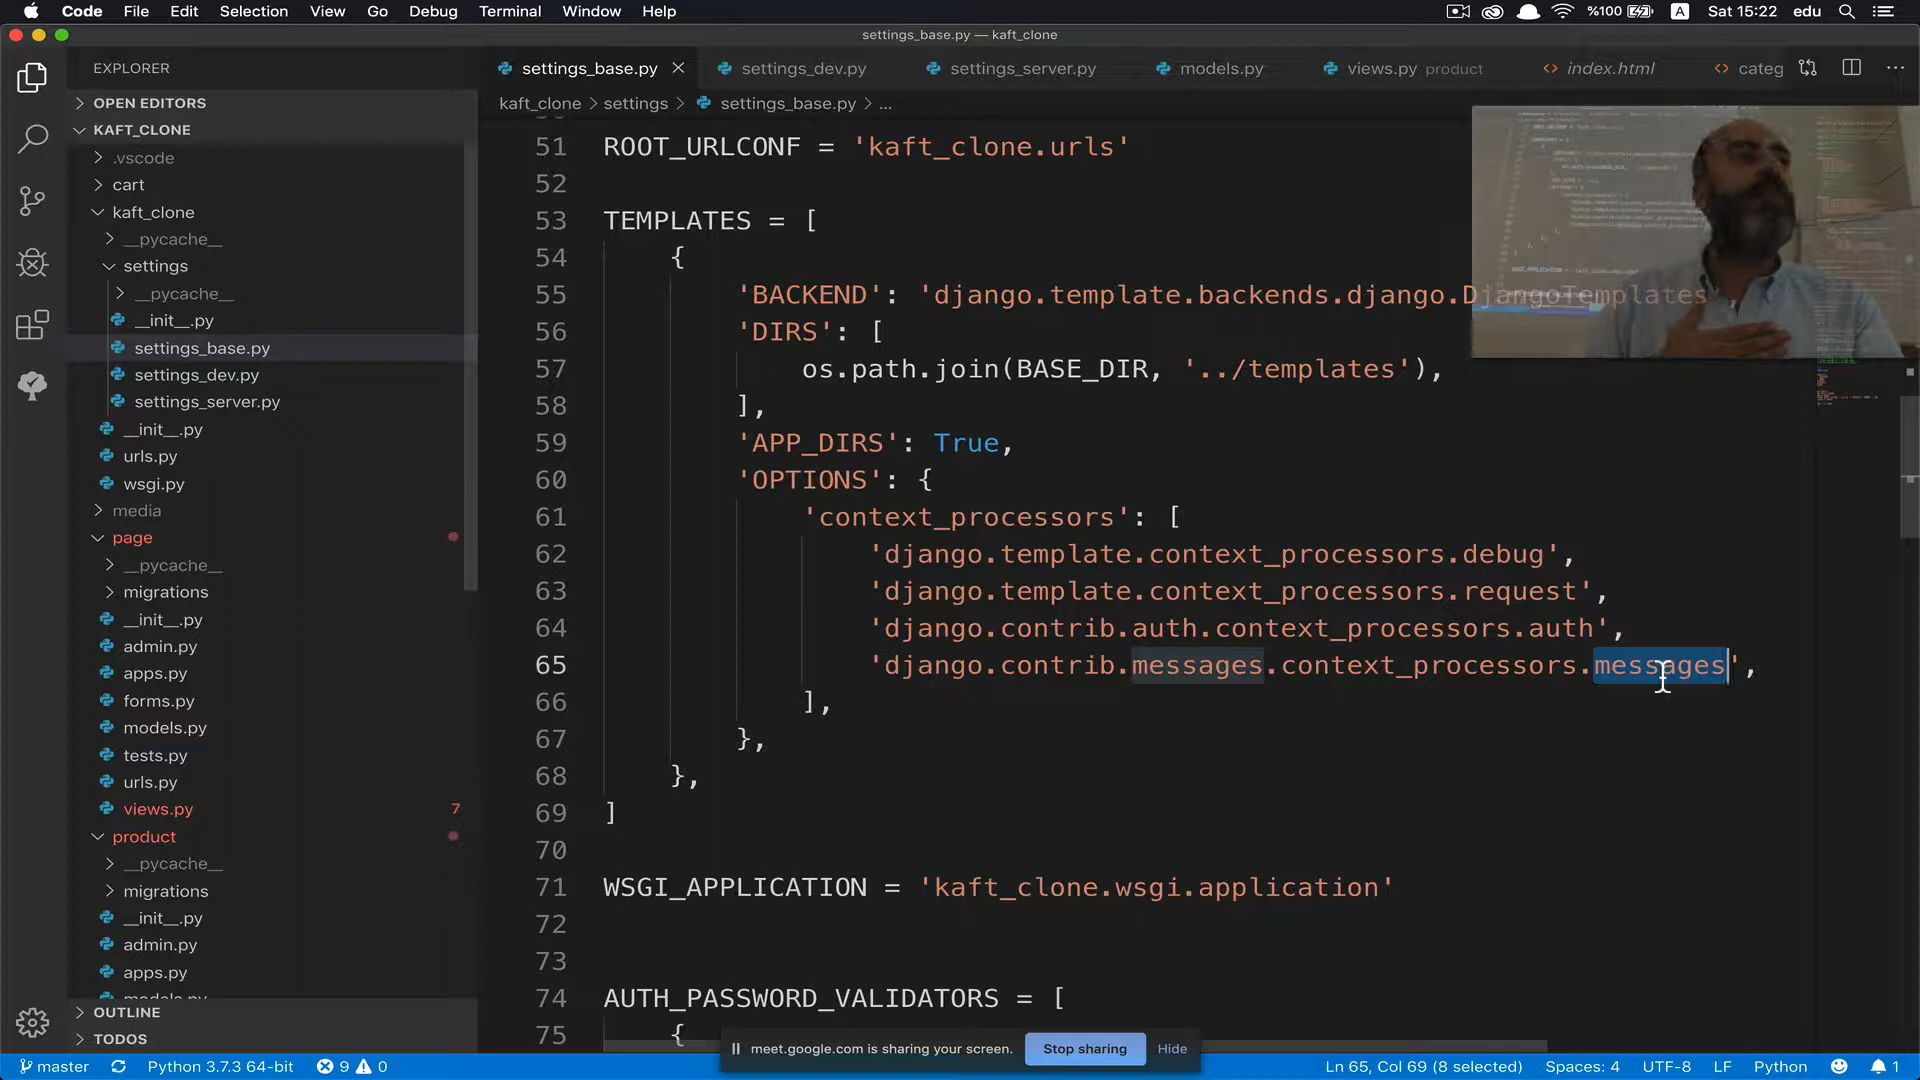 Code File Edit Selection View Go Debug Terminal Window Help
%100 A Sat 15:22 edu
settings_base.py — kaft_clone
EXPLORER
OPEN EDITORS
KAFT_CLONE
.vscode
cart
kaft_clone
__pycache__
settings
__pycache__
__init__.py
settings_base.py
settings_dev.py
settings_server.py
__init__.py
urls.py
wsgi.py
media
page
__pycache__
migrations
__init__.py
admin.py
apps.py
forms.py
models.py
tests.py
urls.py
views.py 7
product
__pycache__
migrations
__init__.py
admin.py
apps.py
models.py
OUTLINE
TODOS
settings_base.py settings_dev.py settings_server.py models.py views.py product index.html categ
kaft_clone > settings > settings_base.py > ...
51 ROOT_URLCONF = 'kaft_clone.urls'
52
53 TEMPLATES = [
54 {
55 'BACKEND': 'django.template.backends.django.DjangoTemplates
56 'DIRS': [
57 os.path.join(BASE_DIR, '../templates'),
58 ],
59 'APP_DIRS': True,
60 'OPTIONS': {
61 'context_processors': [
62 'django.template.context_processors.debug',
63 'django.template.context_processors.request',
64 'django.contrib.auth.context_processors.auth',
65 'django.contrib.messages.context_processors.messages',
66 ],
67 },
68 },
69 ]
70
71 WSGI_APPLICATION = 'kaft_clone.wsgi.application'
72
73
74 AUTH_PASSWORD_VALIDATORS = [
75 {
meet.google.com is sharing your screen. Stop sharing Hide
master Python 3.7.3 64-bit 9 0 Ln 65, Col 69 (8 selected) Spaces: 4 UTF-8 LF Python 1